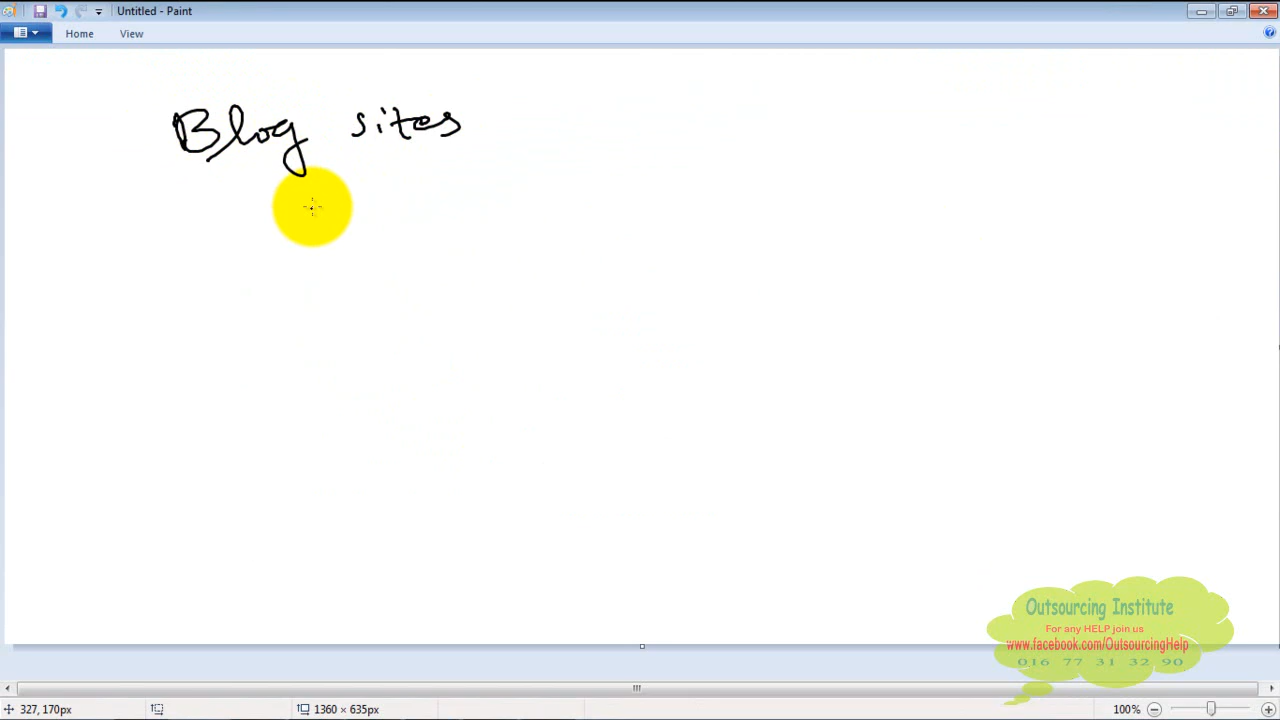 Untitled - Paint
Home View
Blog sites
Outsourcing Institute
For any HELP join us
www.facebook.com/OutsourcingHelp
016 77 31 32 90
327, 170px 1360 × 635px 100%